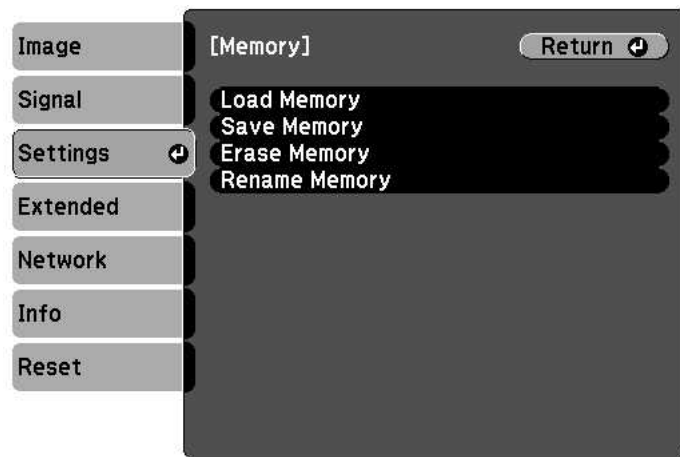 Image
Signal
Settings
Extended
Network
Info
Reset
[Memory]
Return
Load Memory
Save Memory
Erase Memory
Rename Memory